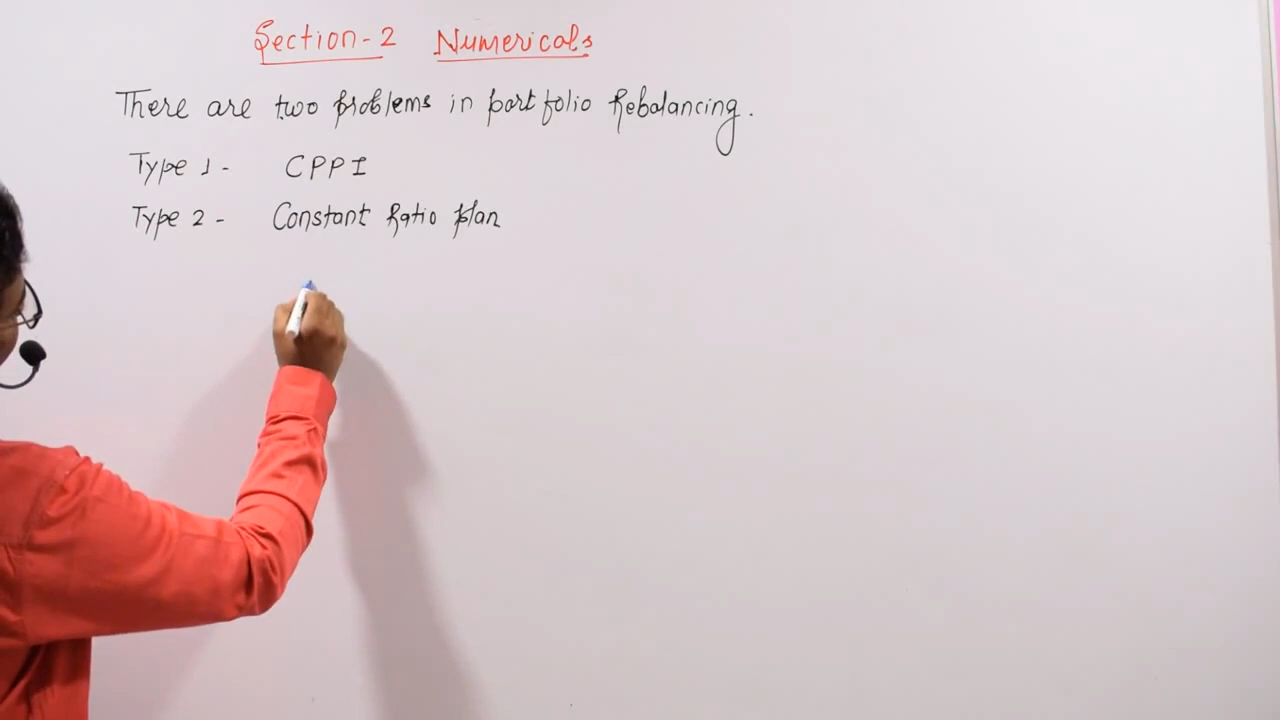 Section-2 Numericals
There are two problems in portfolio Rebalancing.
Type 1- CPPI
Type 2- Constant Ratio plan